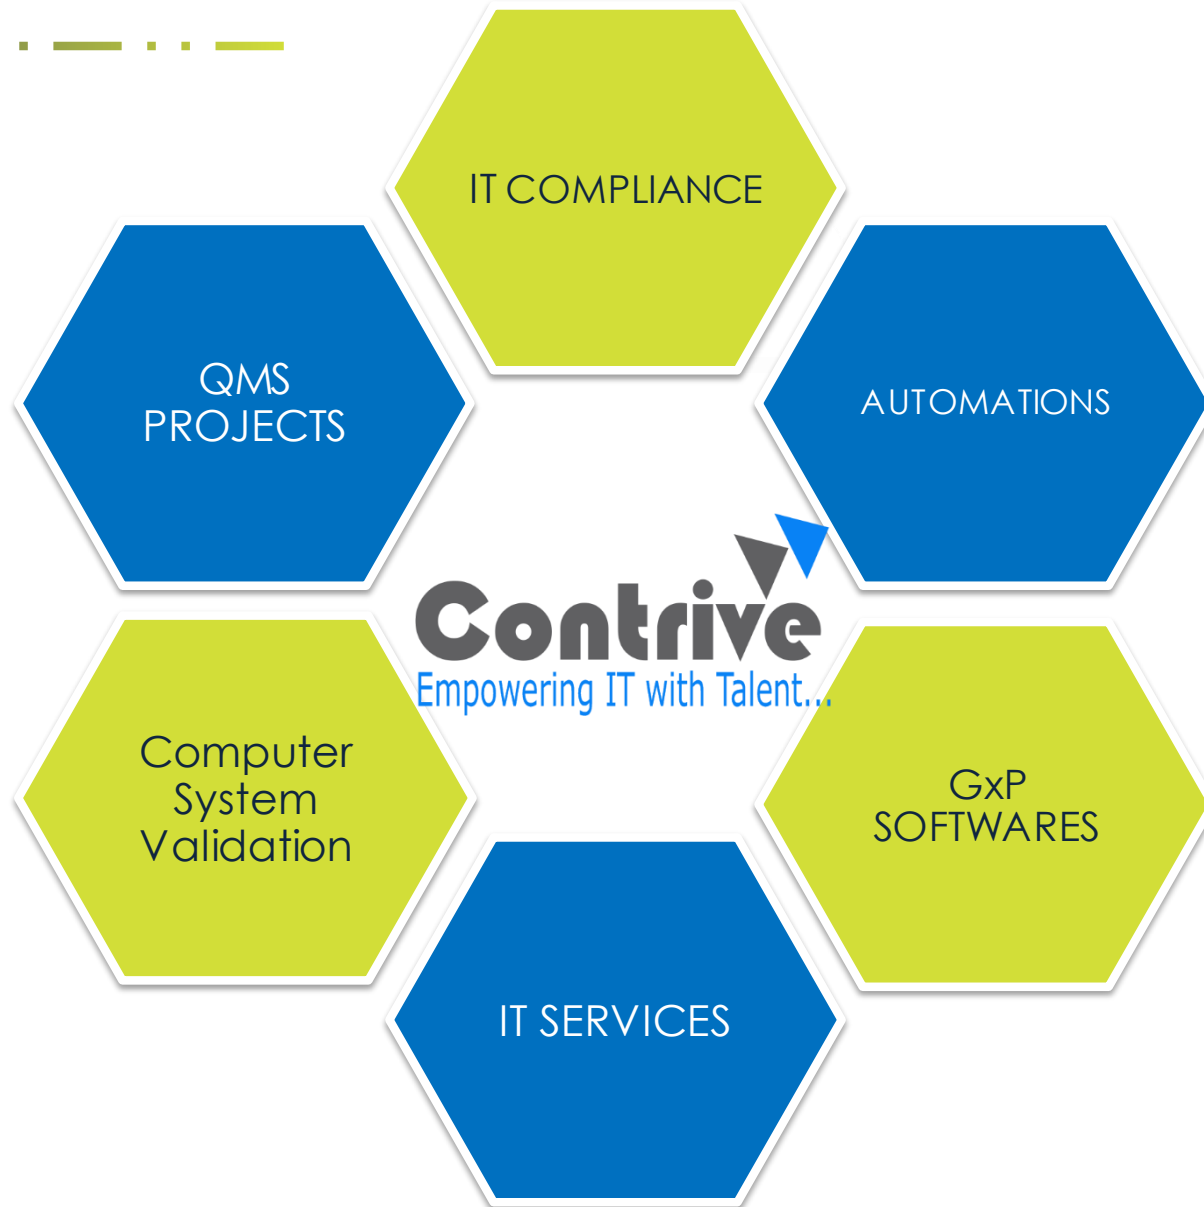 IT COMPLIANCE
QMS
PROJECTS
AUTOMATIONS
Contrive
Empowering IT with Talent...
Computer
System
Validation
GxP
SOFTWARES
IT SERVICES